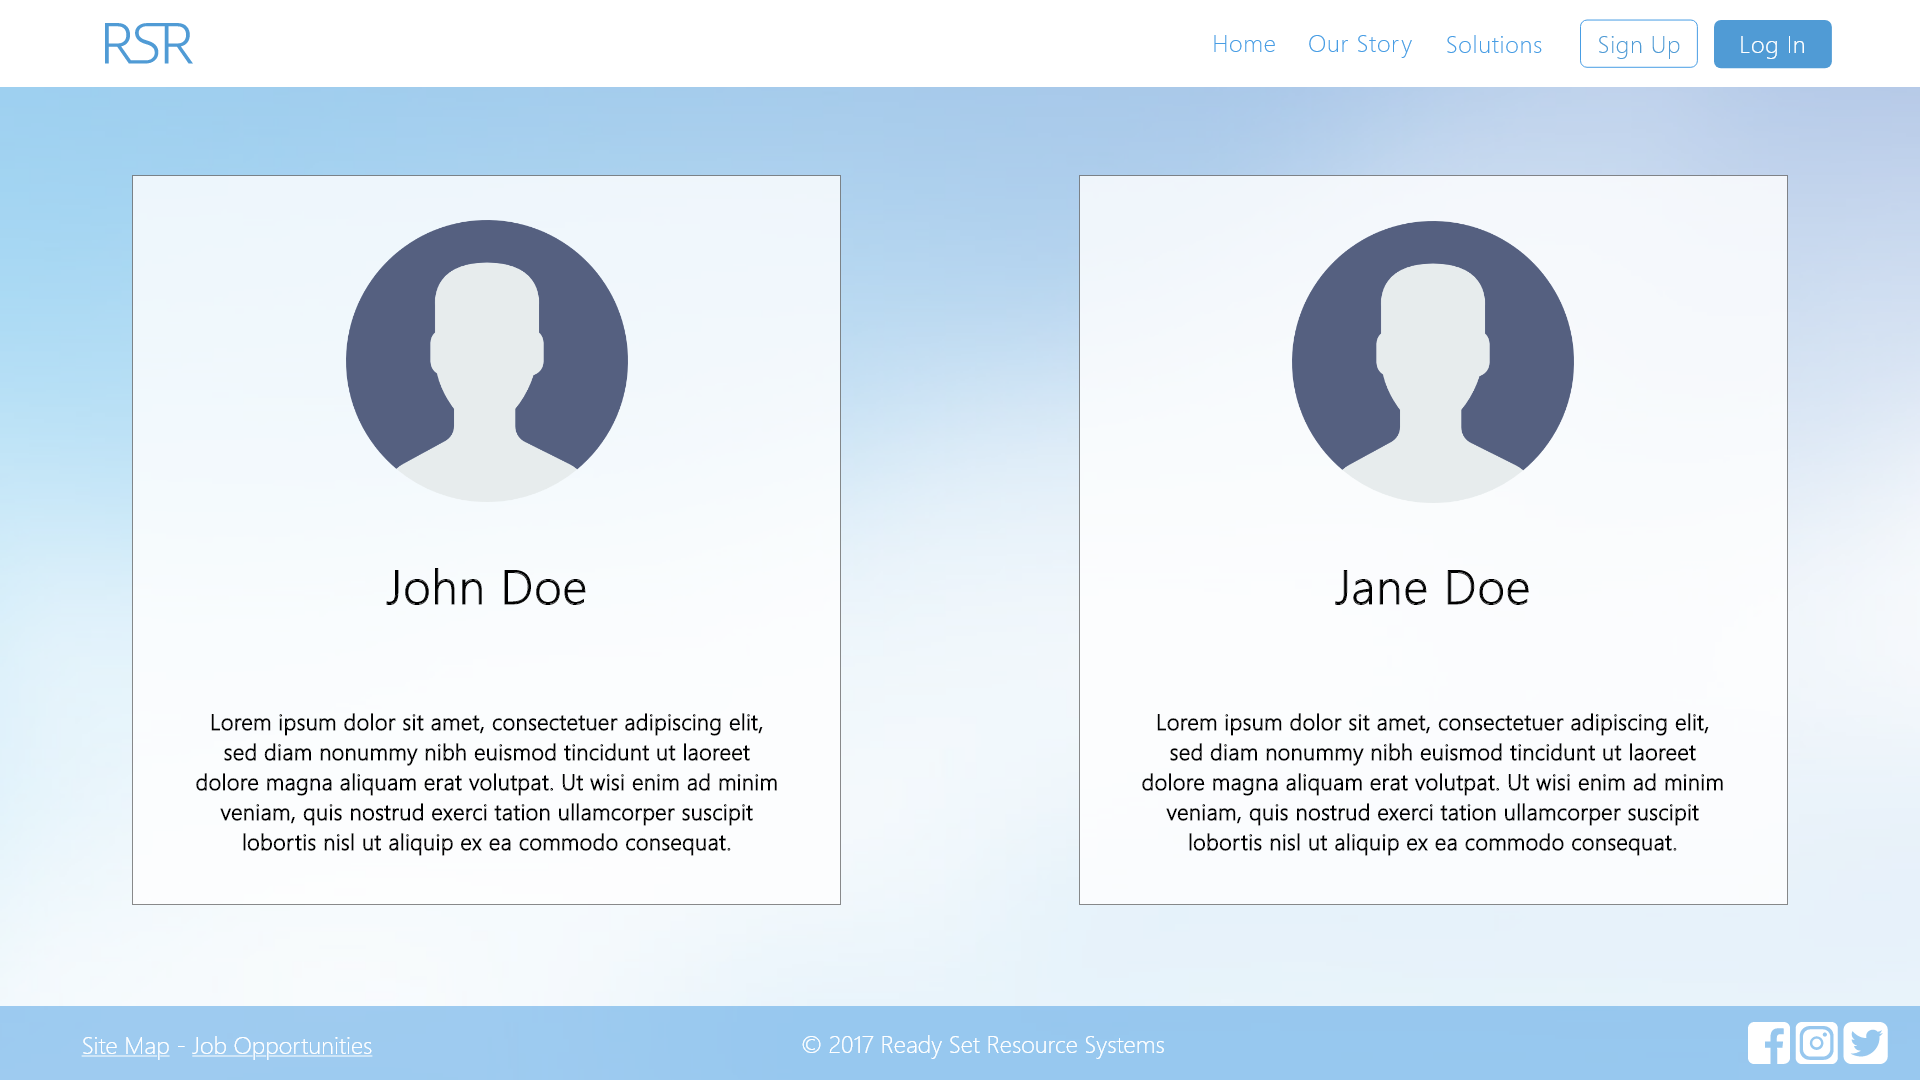 RSR
Home Our Story Solutions Sign Up Log In
John Doe
Lorem ipsum dolor sit amet, consectetuer adipiscing elit,
sed diam nonummy nibh euismod tincidunt ut laoreet
dolore magna aliquam erat volutpat. Ut wisi enim ad minim
veniam, quis nostrud exerci tation ullamcorper suscipit
lobortis nisl ut aliquip ex ea commodo consequat.
Jane Doe
Lorem ipsum dolor sit amet, consectetuer adipiscing elit,
sed diam nonummy nibh euismod tincidunt ut laoreet
dolore magna aliquam erat volutpat. Ut wisi enim ad minim
veniam, quis nostrud exerci tation ullamcorper suscipit
lobortis nisl ut aliquip ex ea commodo consequat.
Site Map - Job Opportunities
© 2017 Ready Set Resource Systems